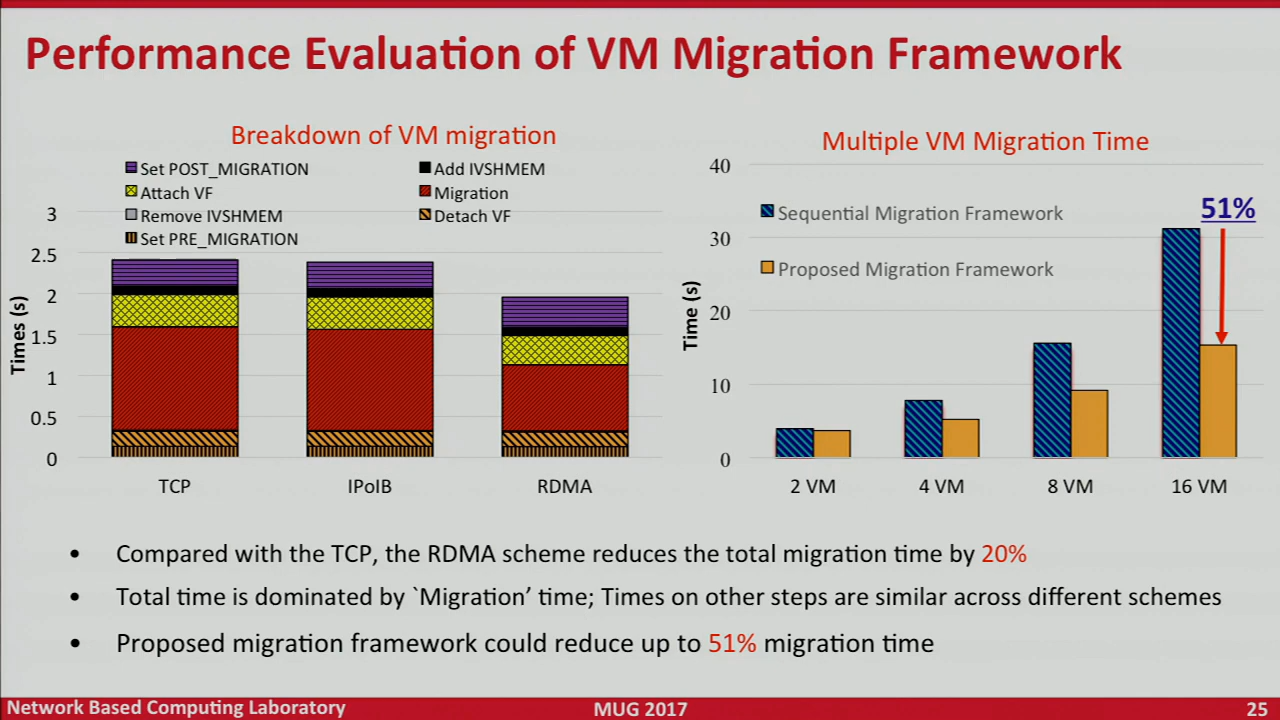 Performance Evaluation of VM Migration Framework
Breakdown of VM migration
Set POST_MIGRATION
Add IVSHMEM
Attach VF
Migration
Remove IVSHMEM
Detach VF
Set PRE_MIGRATION
Times (s)
3
2.5
2
1.5
1
0.5
0
TCP
IPoIB
RDMA
Multiple VM Migration Time
Sequential Migration Framework
Proposed Migration Framework
51%
Time (s)
40
30
20
10
0
2 VM
4 VM
8 VM
16 VM
• Compared with the TCP, the RDMA scheme reduces the total migration time by 20%
• Total time is dominated by `Migration’ time; Times on other steps are similar across different schemes
• Proposed migration framework could reduce up to 51% migration time
Network Based Computing Laboratory
MUG 2017
25